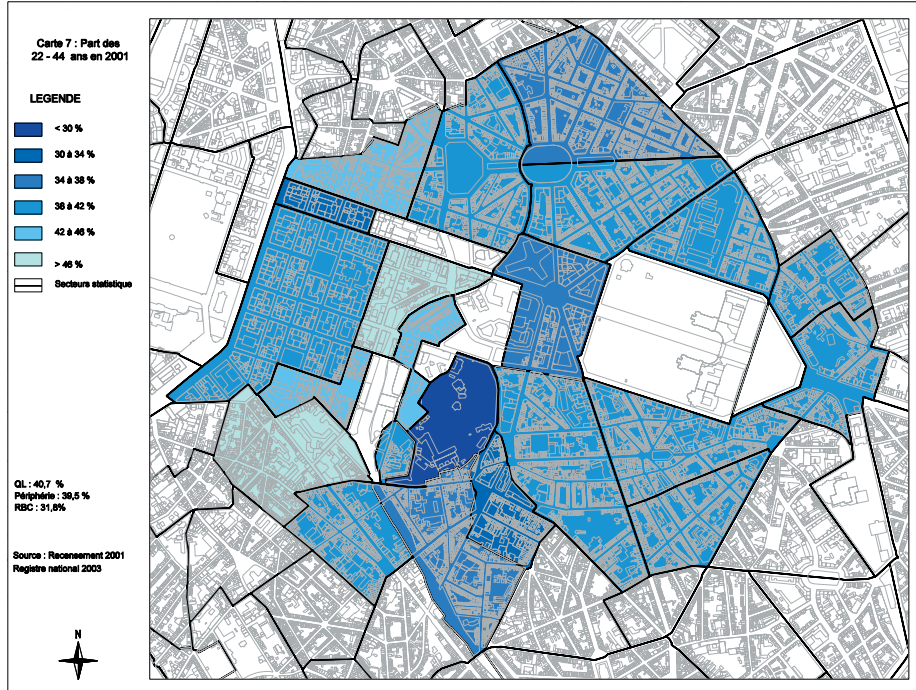 Carte 7 : Part des
22 - 44 ans en 2001
LEGENDE
< 30 %
30 à 34 %
34 à 38 %
38 à 42 %
42 à 46 %
> 46 %
Secteurs statistique
QL : 40,7 %
Périphérie : 39,5 %
RBC : 31,8%
Source : Recensement 2001
Registre national 2003
N